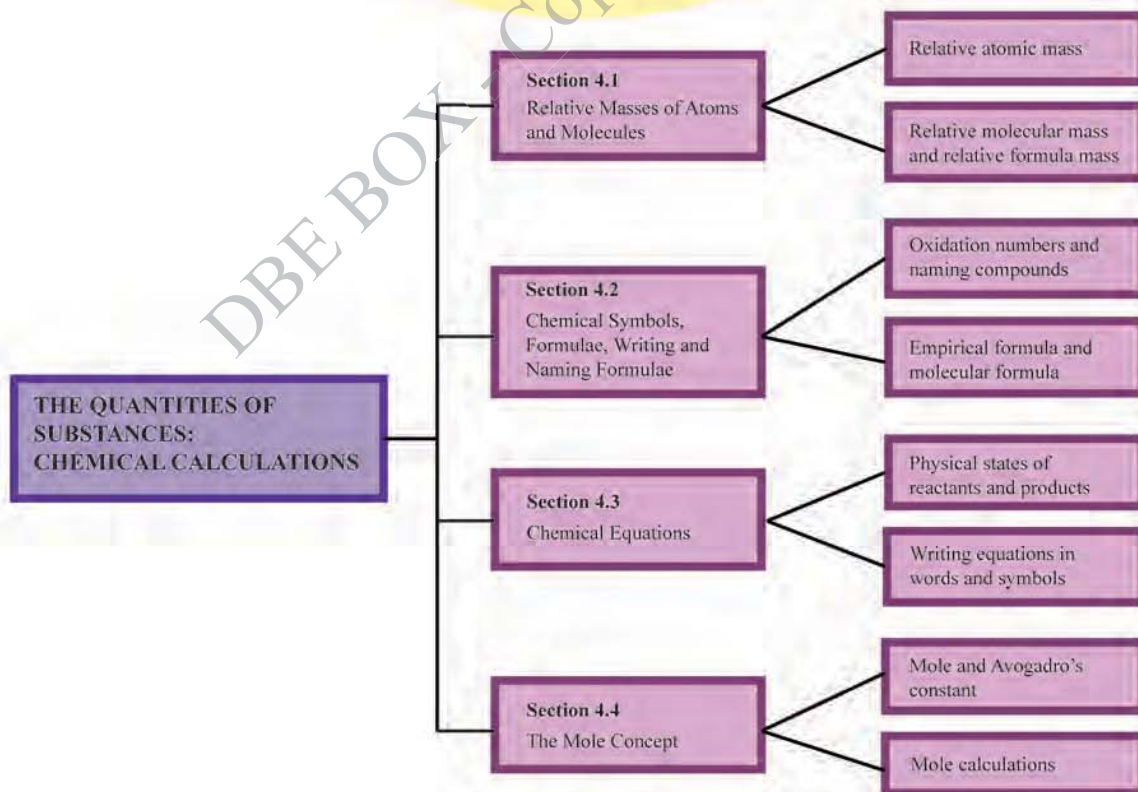 DBE BOX - Co
THE QUANTITIES OF
SUBSTANCES:
CHEMICAL CALCULATIONS
Section 4.1
Relative Masses of Atoms
and Molecules
Relative atomic mass
Relative molecular mass
and relative formula mass
Section 4.2
Chemical Symbols,
Formulae, Writing and
Naming Formulae
Oxidation numbers and
naming compounds
Empirical formula and
molecular formula
Section 4.3
Chemical Equations
Physical states of
reactants and products
Writing equations in
words and symbols
Section 4.4
The Mole Concept
Mole and Avogadro's
constant
Mole calculations